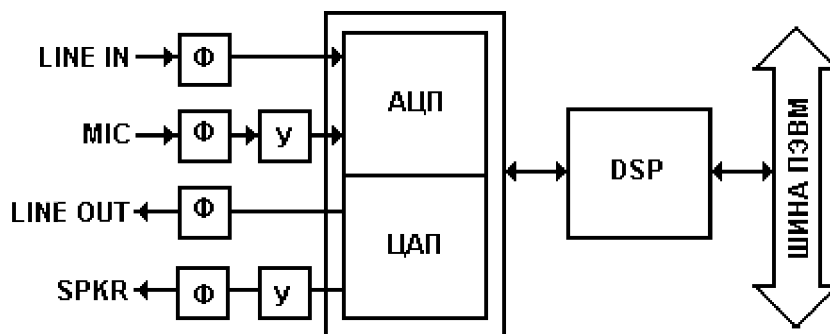 LINE IN
Ф
MIC
Ф
У
LINE OUT
Ф
SPKR
Ф
У
АЦП
ЦАП
DSP
ШИНА ПЭВМ